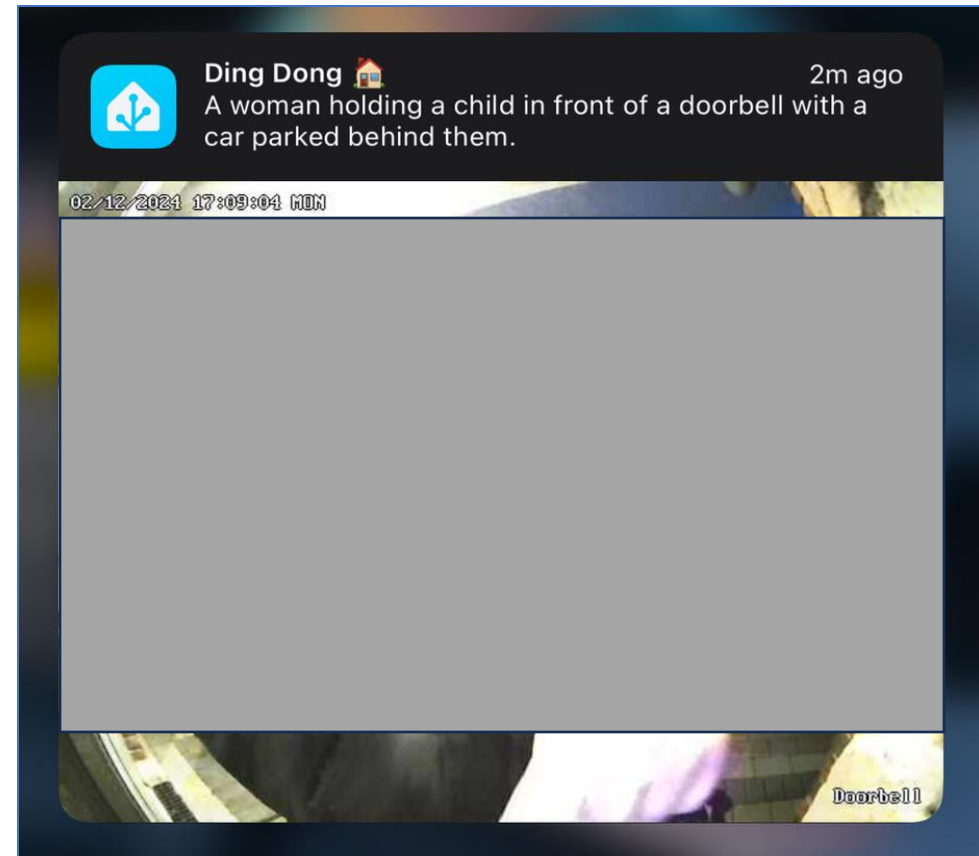 Ding Dong 🏠
2m ago
A woman holding a child in front of a doorbell with a
car parked behind them.
02/12/2024 17:09:04 MON
Doorbell